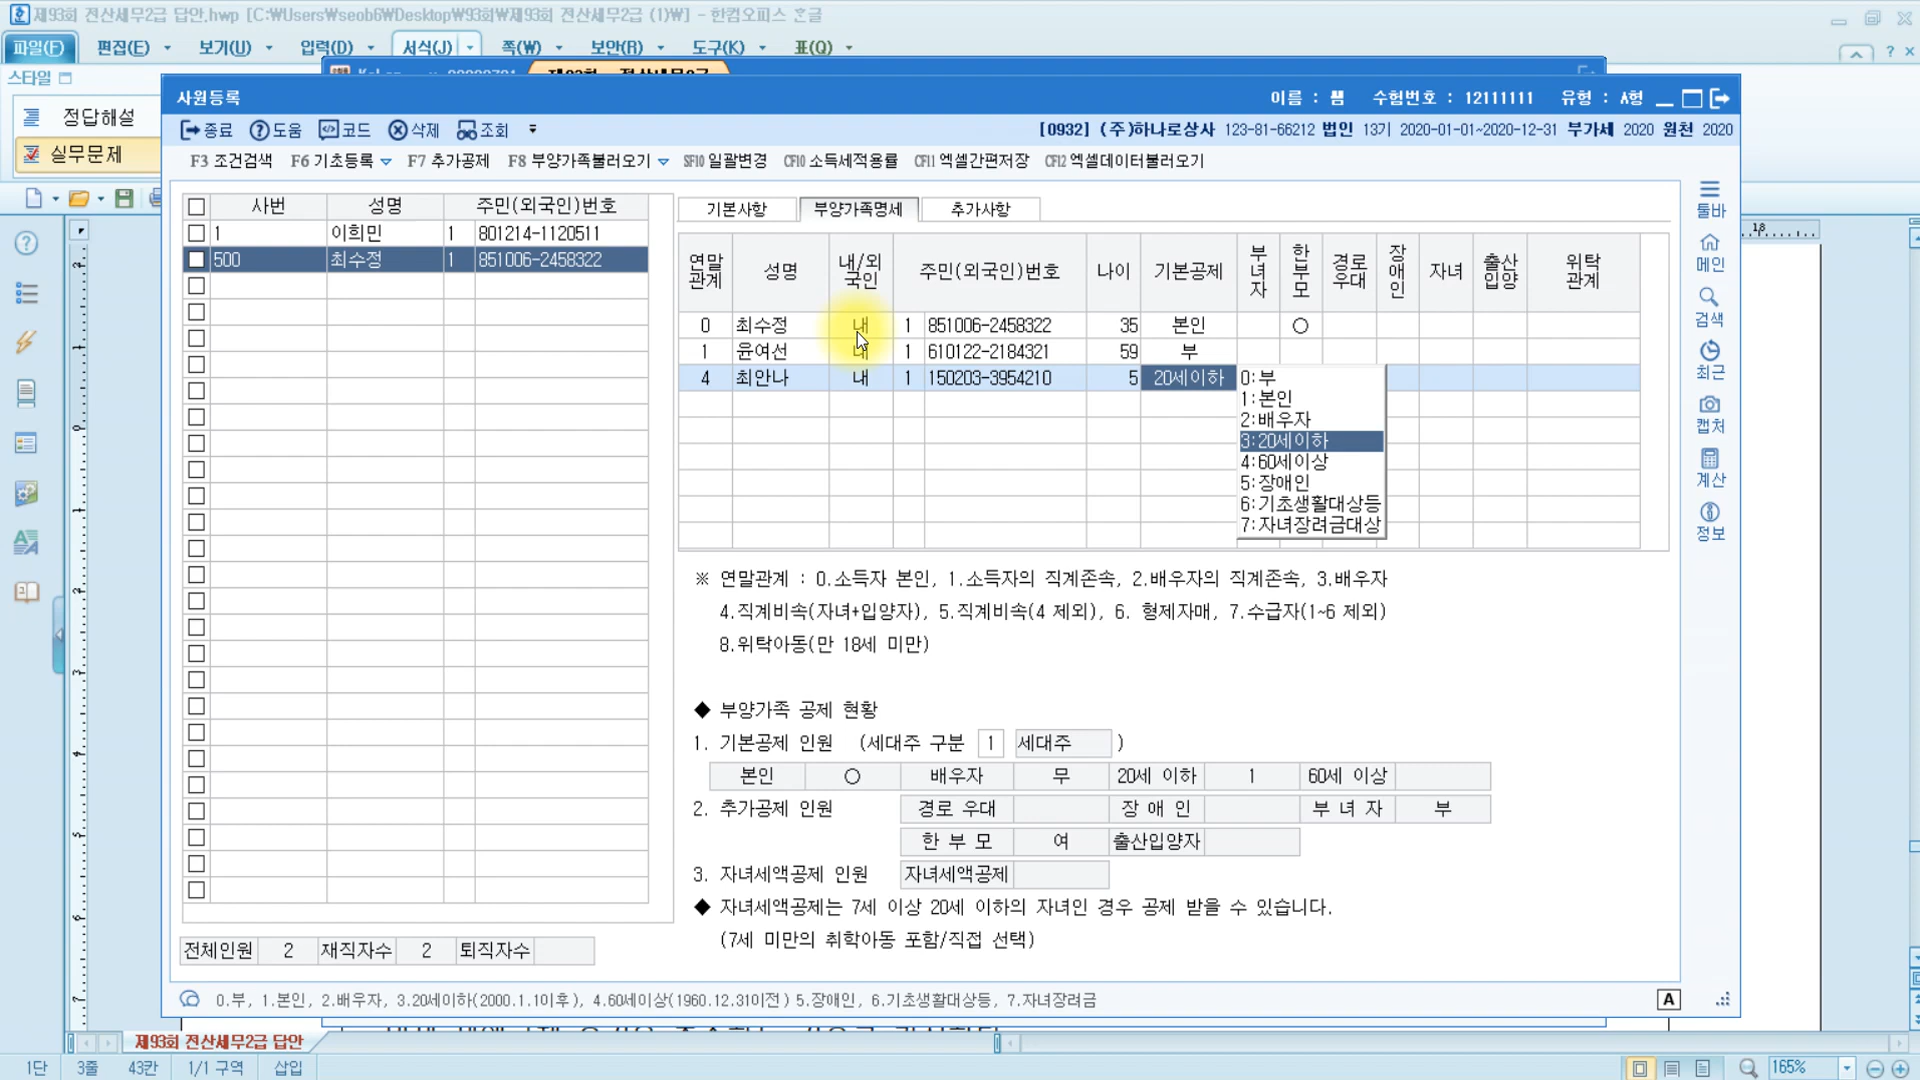 제93회 전산세무2급 답안.hwp [C:\Users\seob6\Desktop\93회\제93회 전산세무2급 (1)\] - 한컴오피스 한글
파일(F) 편집(E) 보기(U) 입력(D) 서식(J) 쪽(W) 보안(R) 도구(K) 표(Q)
스타일
정답해설
실무문제
사원등록 이름 : 뽐 수험번호 : 12111111 유형 : A형
종료 도움 코드 삭제 조회 [0932] (주)하나로상사 123-81-66212 법인 13기 2020-01-01~2020-12-31 부가세 2020 원천 2020
F3 조건검색 F6 기초등록 F7 추가공제 F8 부양가족불러오기 SF10 일괄변경 CF10 소득세적용률 CF11 엑셀간편저장 CF12 엑셀데이터불러오기
사번 성명 주민(외국인)번호
1 이희민 1 801214-1120511
500 최수정 1 851006-2458322
전체인원 2 재직자수 2 퇴직자수
기본사항 부양가족명세 추가사항
연말관계 성명 내/외국인 주민(외국인)번호 나이 기본공제 부녀자 한부모 경로우대 장애인 자녀 출산입양 위탁관계
0 최수정 내 1 851006-2458322 35 본인 ○
1 윤여선 내 1 610122-2184321 59 부
4 최안나 내 1 150203-3954210 5 20세이하
0:부
1:본인
2:배우자
3:20세이하
4:60세이상
5:장애인
6:기초생활대상등
7:자녀장려금대상
※ 연말관계 : 0.소득자 본인, 1.소득자의 직계존속, 2.배우자의 직계존속, 3.배우자
4.직계비속(자녀+입양자), 5.직계비속(4 제외), 6. 형제자매, 7.수급자(1~6 제외)
8.위탁아동(만 18세 미만)
◆ 부양가족 공제 현황
1. 기본공제 인원 (세대주 구분 1 세대주 )
본인 ○ 배우자 무 20세 이하 1 60세 이상
2. 추가공제 인원 경로 우대 장 애 인 부 녀 자 부
한 부 모 여 출산입양자
3. 자녀세액공제 인원 자녀세액공제
◆ 자녀세액공제는 7세 이상 20세 이하의 자녀인 경우 공제 받을 수 있습니다.
(7세 미만의 취학아동 포함/직접 선택)
툴바
메인
검색
최근
캡처
계산
정보
0.부, 1.본인, 2.배우자, 3.20세이하(2000.1.1이후), 4.60세이상(1960.12.31이전) 5.장애인, 6.기초생활대상등, 7.자녀장려금 A
제93회 전산세무2급 답안
1단 3줄 43칸 1/1 구역 삽입 165%